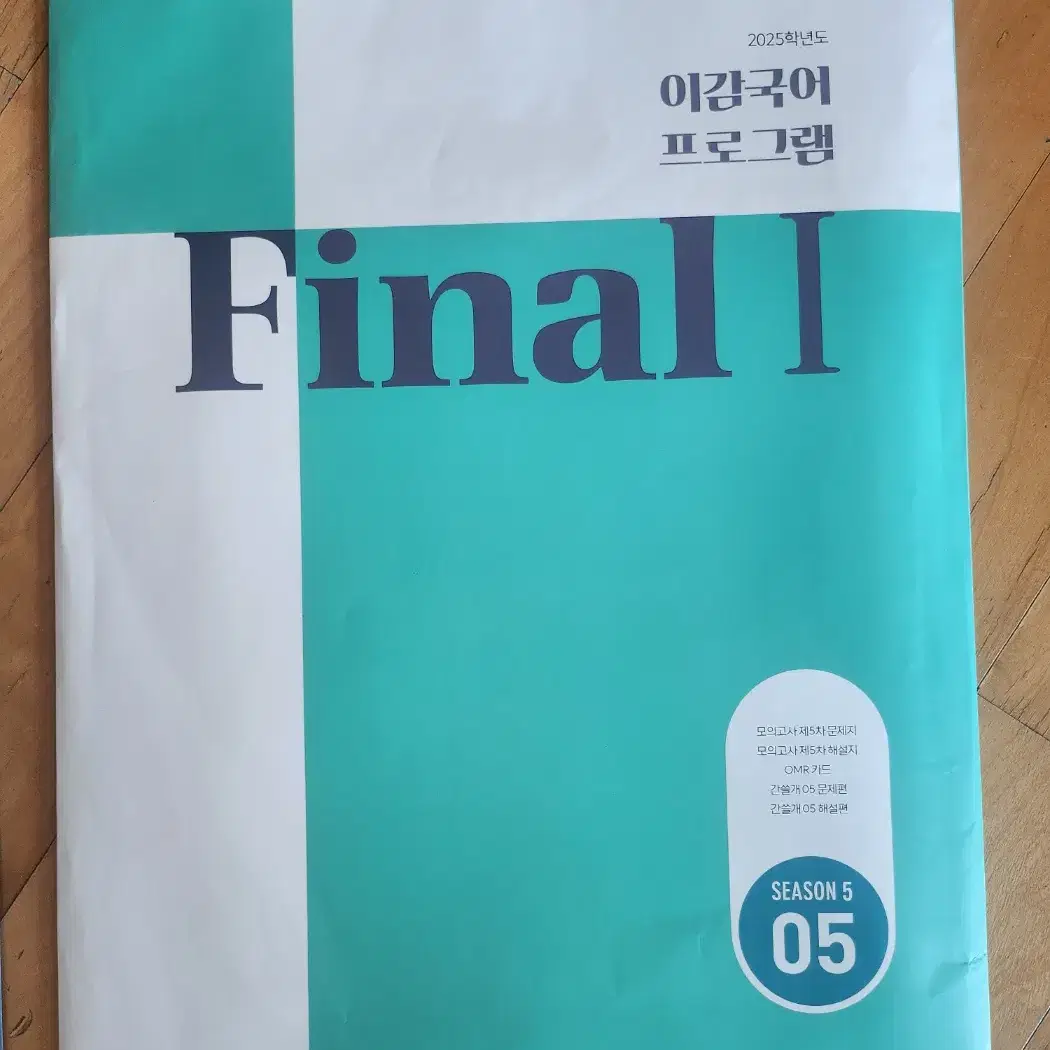 2025학년도
이감국어
프로그램
Final I
모의고사 제5차 문제지
모의고사 제5차 해설지
OMR 카드
간쓸개 05 문제편
간쓸개 05 해설편
SEASON 5
05